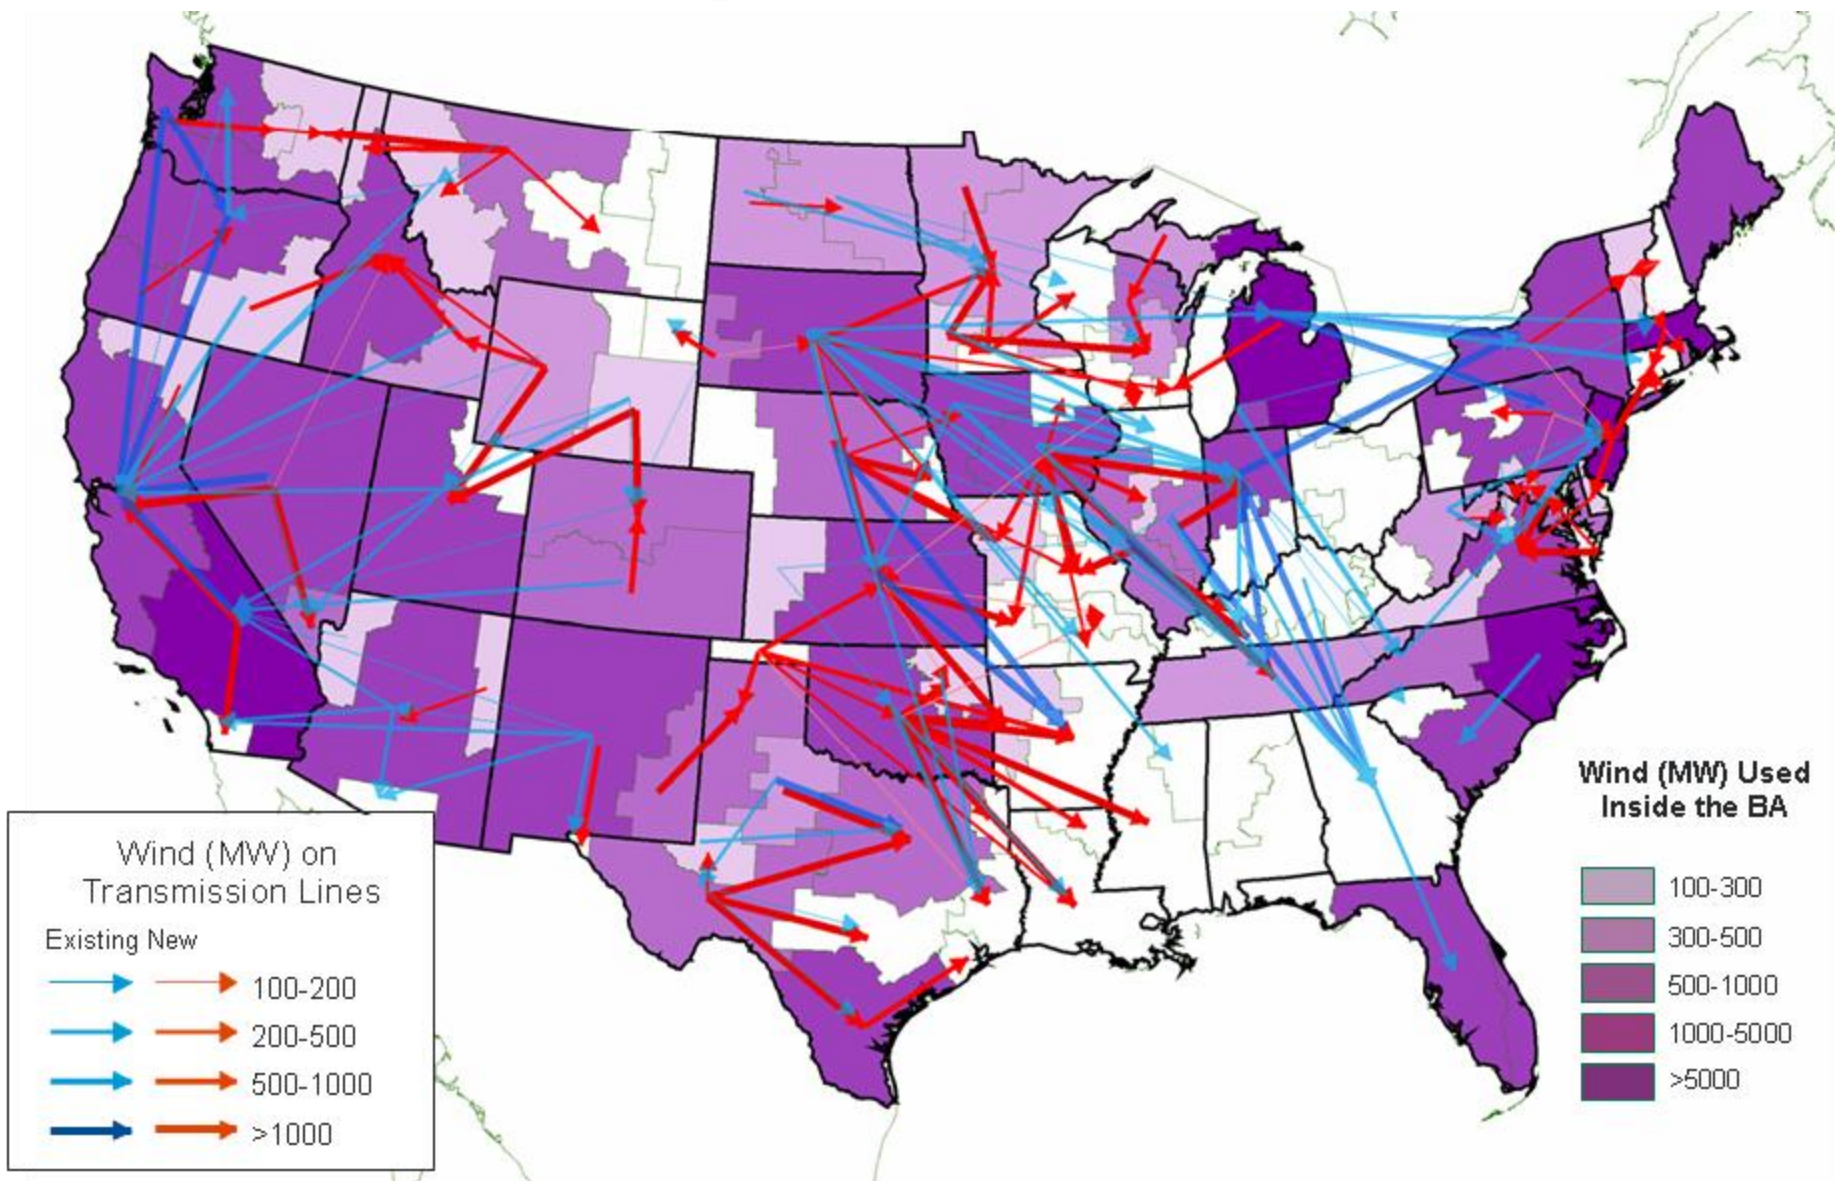 Wind (MW) Used
Inside the BA
100-300
300-500
500-1000
1000-5000
>5000
Wind (MW) on
Transmission Lines
Existing New
100-200
200-500
500-1000
>1000